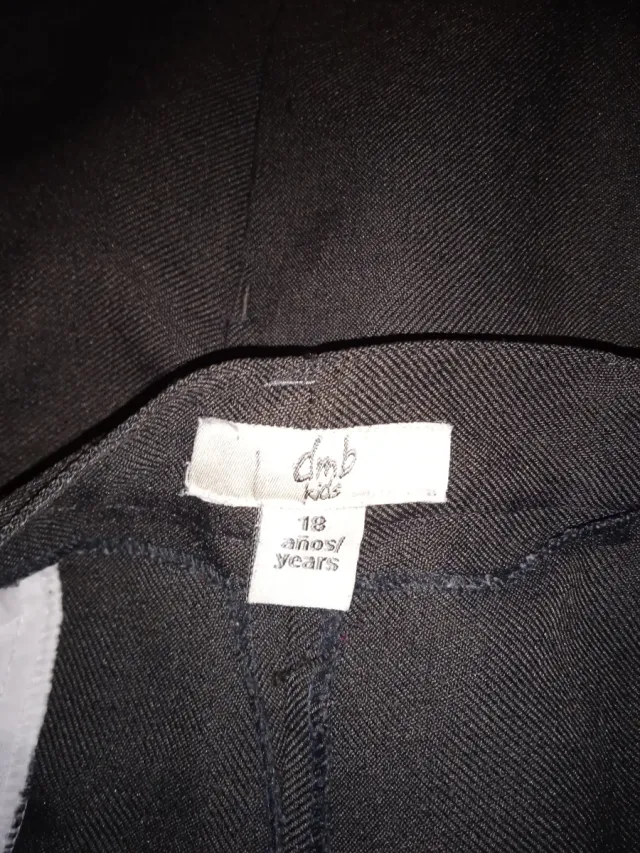 dmb
kids
18
años/
years